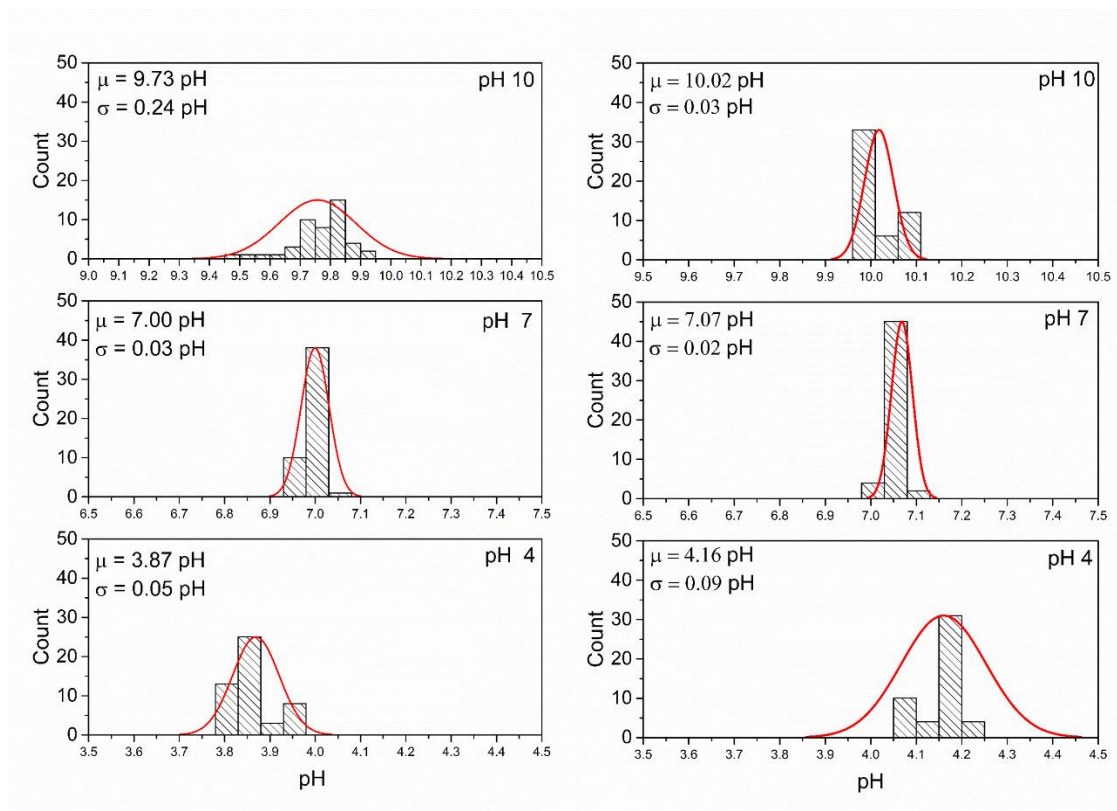 μ = 9.73 pH
σ = 0.24 pH
pH 10
50
40
30
20
10
0
Count
9.0 9.1 9.2 9.3 9.4 9.5 9.6 9.7 9.8 9.9 10.0 10.1 10.2 10.3 10.4 10.5
μ = 10.02 pH
σ = 0.03 pH
pH 10
50
40
30
20
10
0
Count
9.5 9.6 9.7 9.8 9.9 10.0 10.1 10.2 10.3 10.4 10.5
μ = 7.00 pH
σ = 0.03 pH
pH 7
50
40
30
20
10
0
Count
6.5 6.6 6.7 6.8 6.9 7.0 7.1 7.2 7.3 7.4 7.5
μ = 7.07 pH
σ = 0.02 pH
pH 7
50
40
30
20
10
0
Count
6.5 6.6 6.7 6.8 6.9 7.0 7.1 7.2 7.3 7.4 7.5
μ = 3.87 pH
σ = 0.05 pH
pH 4
50
40
30
20
10
0
Count
3.5 3.6 3.7 3.8 3.9 4.0 4.1 4.2 4.3 4.4 4.5
pH
μ = 4.16 pH
σ = 0.09 pH
pH 4
50
40
30
20
10
0
Count
3.5 3.6 3.7 3.8 3.9 4.0 4.1 4.2 4.3 4.4 4.5
pH